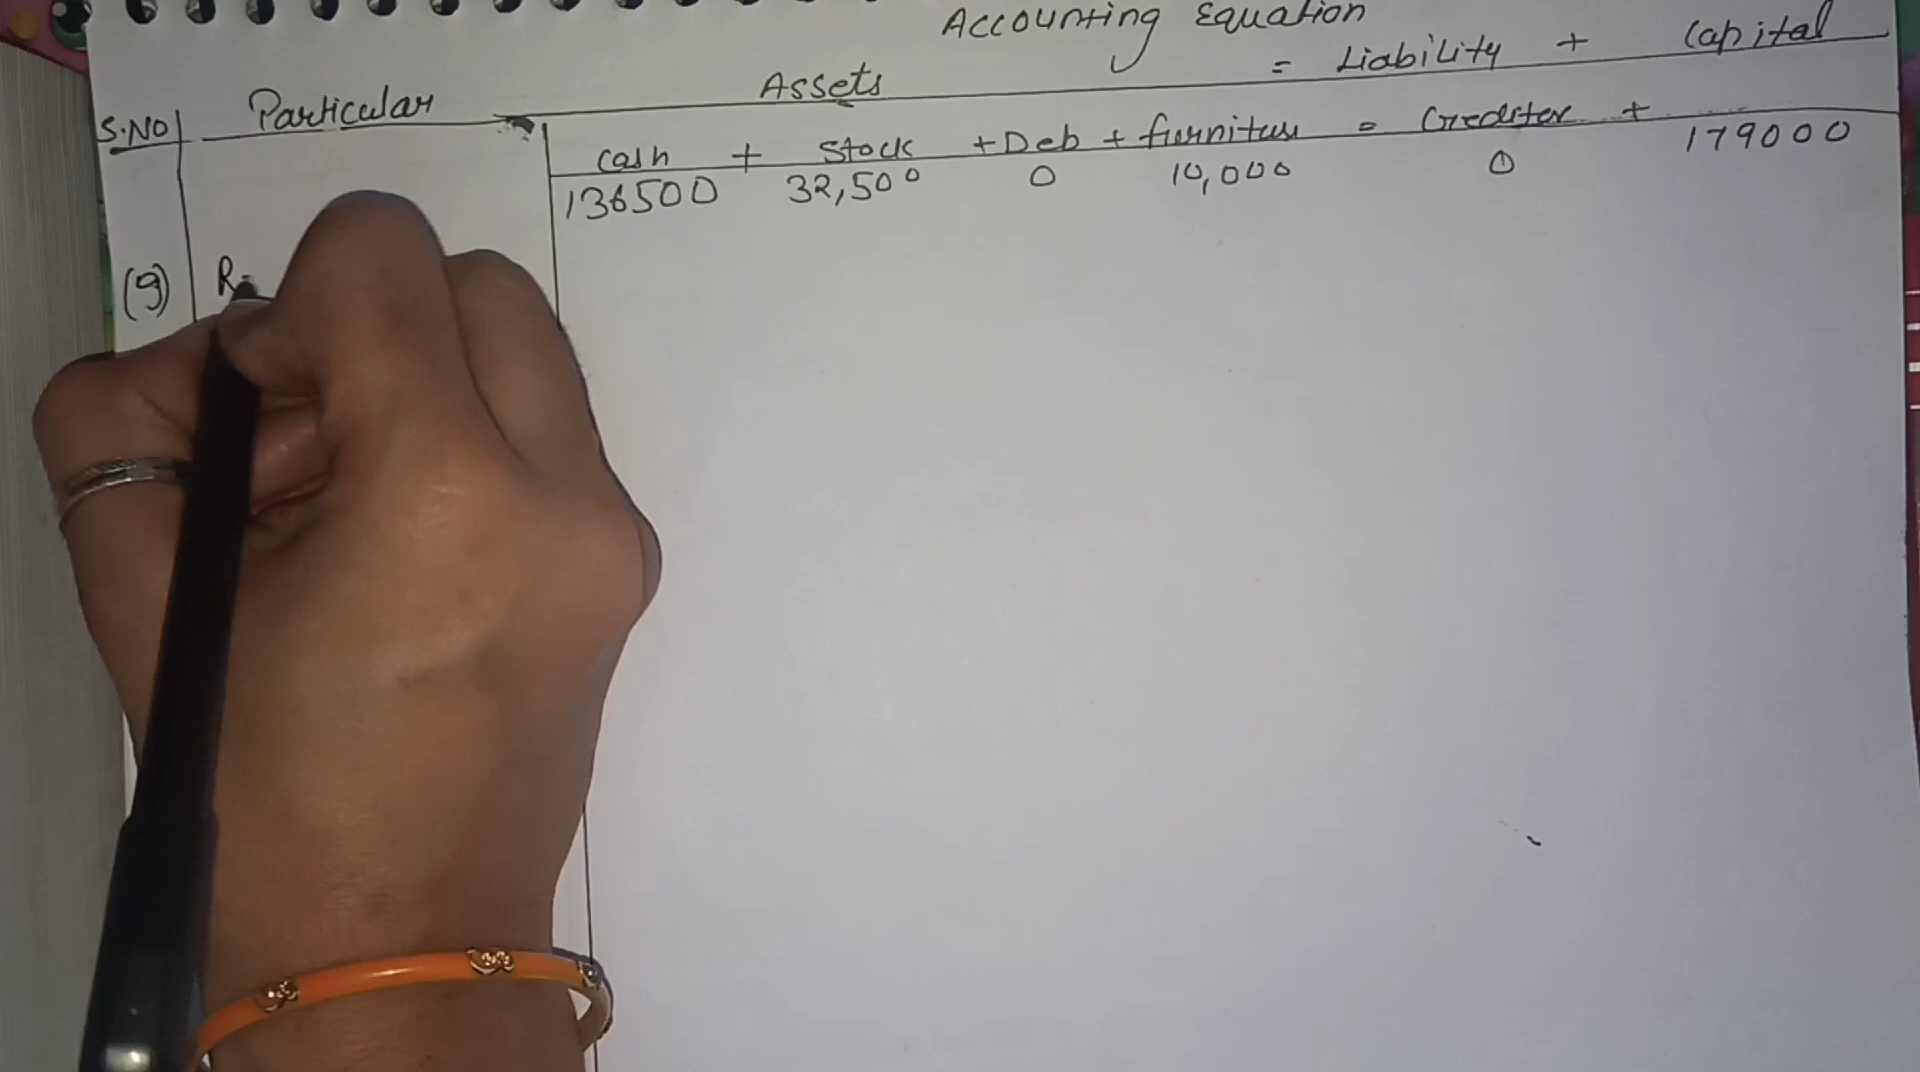 Accounting Equation
S.NO Particular Assets = Liability + Capital
Cash + Stock + Deb + furniture = Crediter +
136500 32,500 0 10,000 0 179000
(9) R